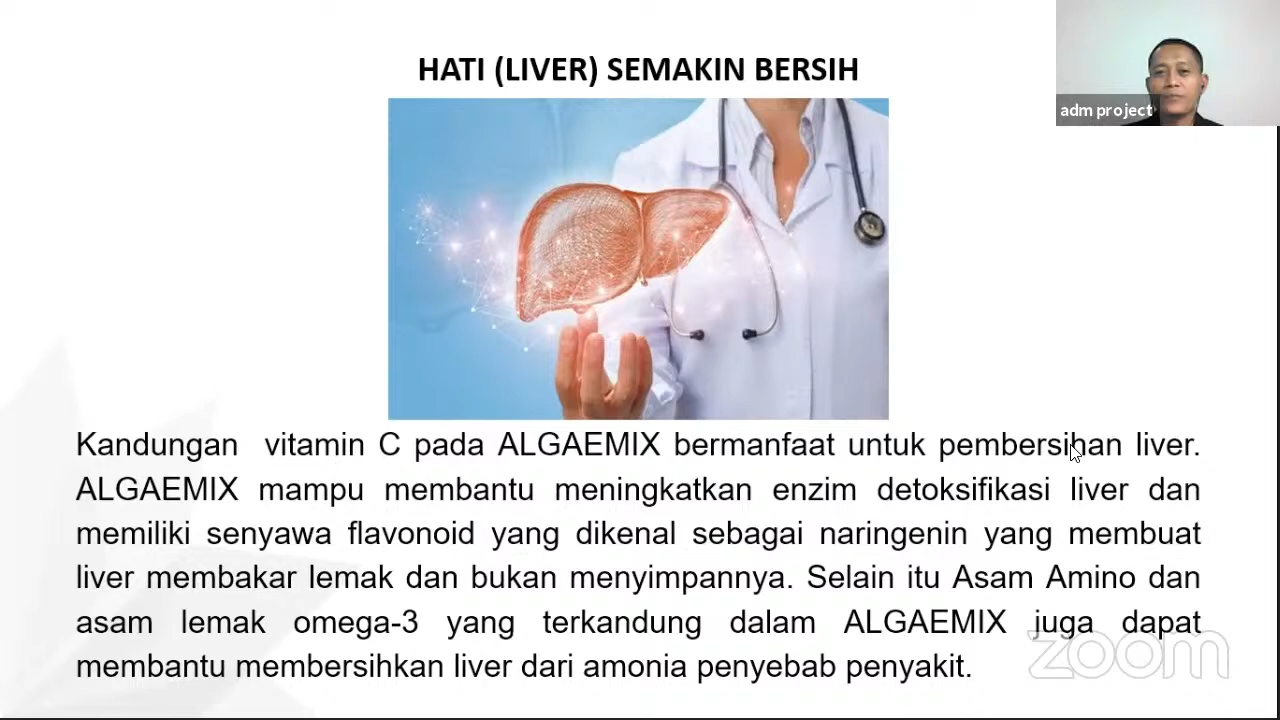 HATI (LIVER) SEMAKIN BERSIH
adm project
Kandungan vitamin C pada ALGAEMIX bermanfaat untuk pembersihan liver.
ALGAEMIX mampu membantu meningkatkan enzim detoksifikasi liver dan
memiliki senyawa flavonoid yang dikenal sebagai naringenin yang membuat
liver membakar lemak dan bukan menyimpannya. Selain itu Asam Amino dan
asam lemak omega-3 yang terkandung dalam ALGAEMIX juga dapat
membantu membersihkan liver dari amonia penyebab penyakit.
zoom